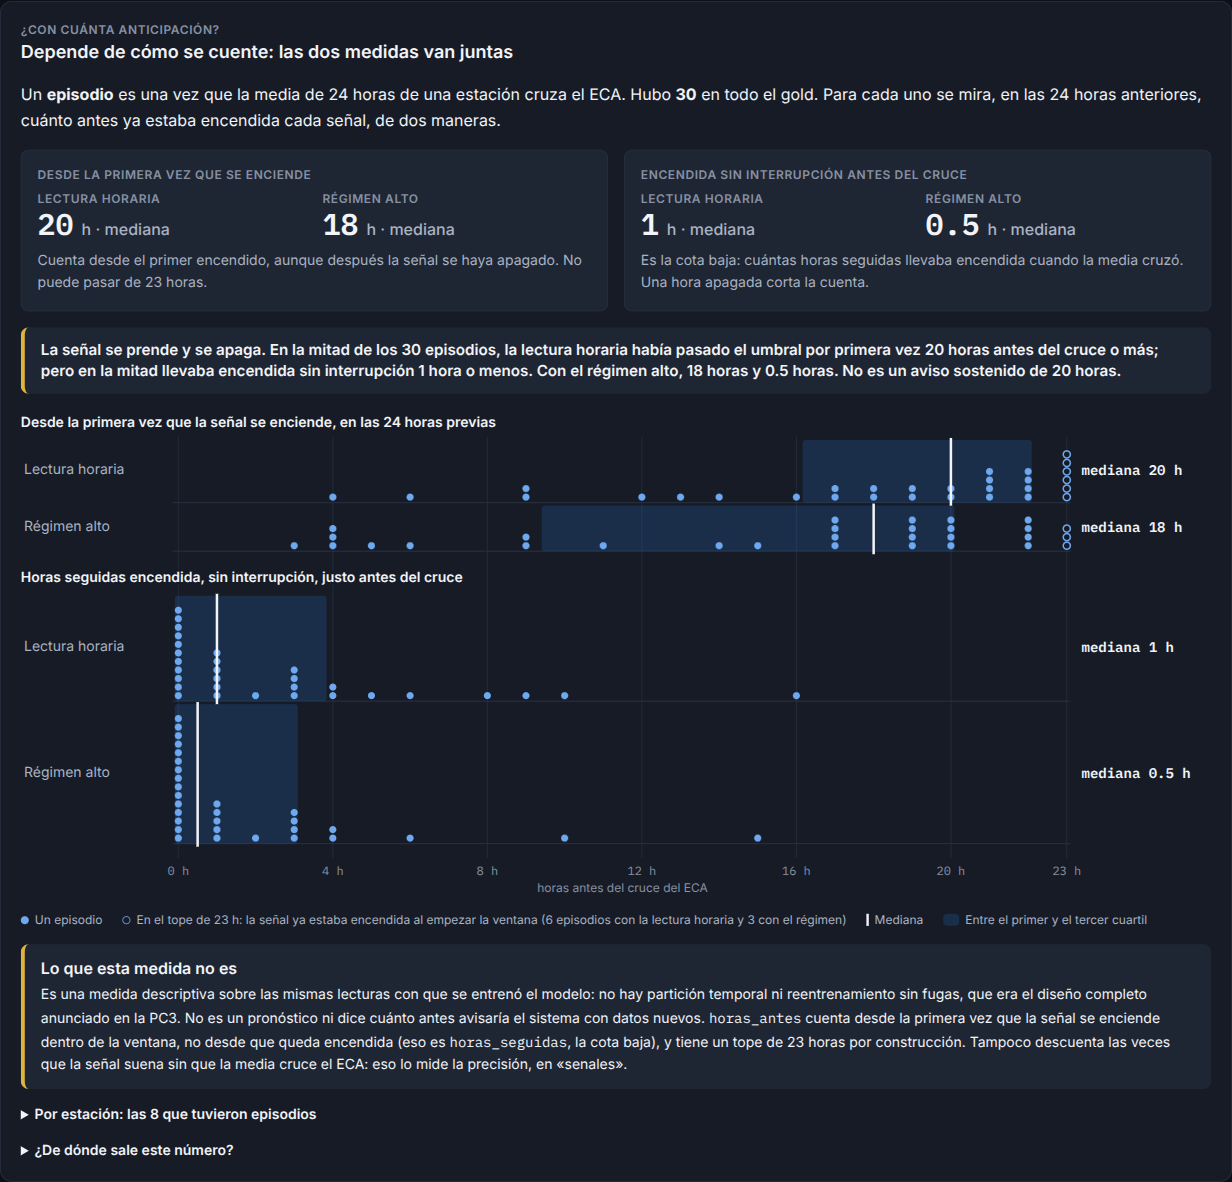 ¿CON CUÁNTA ANTICIPACIÓN?
Depende de cómo se cuente: las dos medidas van juntas
Un episodio es una vez que la media de 24 horas de una estación cruza el ECA. Hubo 30 en todo el gold. Para cada uno se mira, en las 24 horas anteriores,
cuánto antes ya estaba encendida cada señal, de dos maneras.
DESDE LA PRIMERA VEZ QUE SE ENCIENDE
LECTURA HORARIA
RÉGIMEN ALTO
20 h · mediana
18 h · mediana
Cuenta desde el primer encendido, aunque después la señal se haya apagado. No
puede pasar de 23 horas.
ENCENDIDA SIN INTERRUPCIÓN ANTES DEL CRUCE
LECTURA HORARIA
RÉGIMEN ALTO
1 h · mediana
0.5 h · mediana
Es la cota baja: cuántas horas seguidas llevaba encendida cuando la media cruzó.
Una hora apagada corta la cuenta.
La señal se prende y se apaga. En la mitad de los 30 episodios, la lectura horaria había pasado el umbral por primera vez 20 horas antes del cruce o más;
pero en la mitad llevaba encendida sin interrupción 1 hora o menos. Con el régimen alto, 18 horas y 0.5 horas. No es un aviso sostenido de 20 horas.
Desde la primera vez que la señal se enciende, en las 24 horas previas
Lectura horaria
mediana 20 h
Régimen alto
mediana 18 h
Horas seguidas encendida, sin interrupción, justo antes del cruce
Lectura horaria
mediana 1 h
Régimen alto
mediana 0.5 h
0 h 4 h 8 h 12 h 16 h 20 h 23 h
horas antes del cruce del ECA
Un episodio En el tope de 23 h: la señal ya estaba encendida al empezar la ventana (6 episodios con la lectura horaria y 3 con el régimen) Mediana Entre el primer y el tercer cuartil
Lo que esta medida no es
Es una medida descriptiva sobre las mismas lecturas con que se entrenó el modelo: no hay partición temporal ni reentrenamiento sin fugas, que era el diseño completo
anunciado en la PC3. No es un pronóstico ni dice cuánto antes avisaría el sistema con datos nuevos. horas_antes cuenta desde la primera vez que la señal se enciende
dentro de la ventana, no desde que queda encendida (eso es horas_seguidas, la cota baja), y tiene un tope de 23 horas por construcción. Tampoco descuenta las veces
que la señal suena sin que la media cruce el ECA: eso lo mide la precisión, en «senales».
Por estación: las 8 que tuvieron episodios
¿De dónde sale este número?